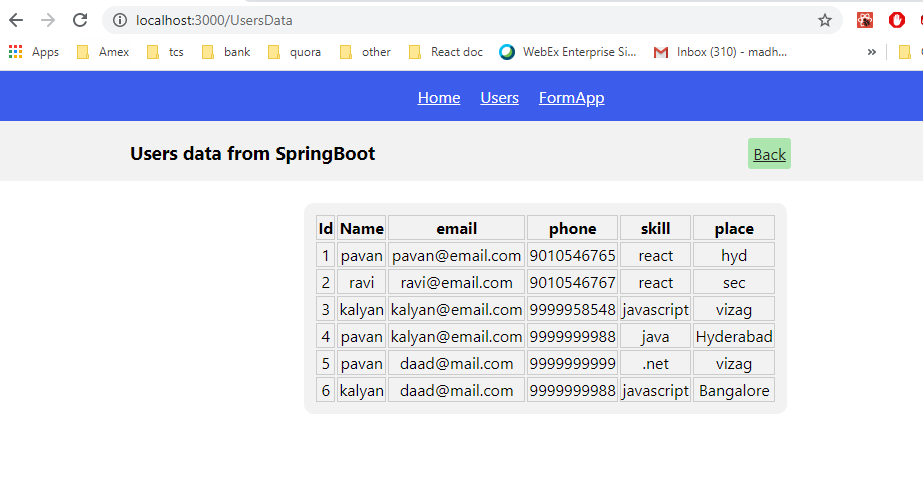 localhost:3000/UsersData
Apps Amex tcs bank quora other React doc WebEx Enterprise Si... Inbox (310) - madh... »
Home Users FormApp
Users data from SpringBoot Back
Id Name email phone skill place
1 pavan pavan@email.com 9010546765 react hyd
2 ravi ravi@email.com 9010546767 react sec
3 kalyan kalyan@email.com 9999958548 javascript vizag
4 pavan kalyan@email.com 9999999988 java Hyderabad
5 pavan daad@mail.com 9999999999 .net vizag
6 kalyan daad@mail.com 9999999988 javascript Bangalore